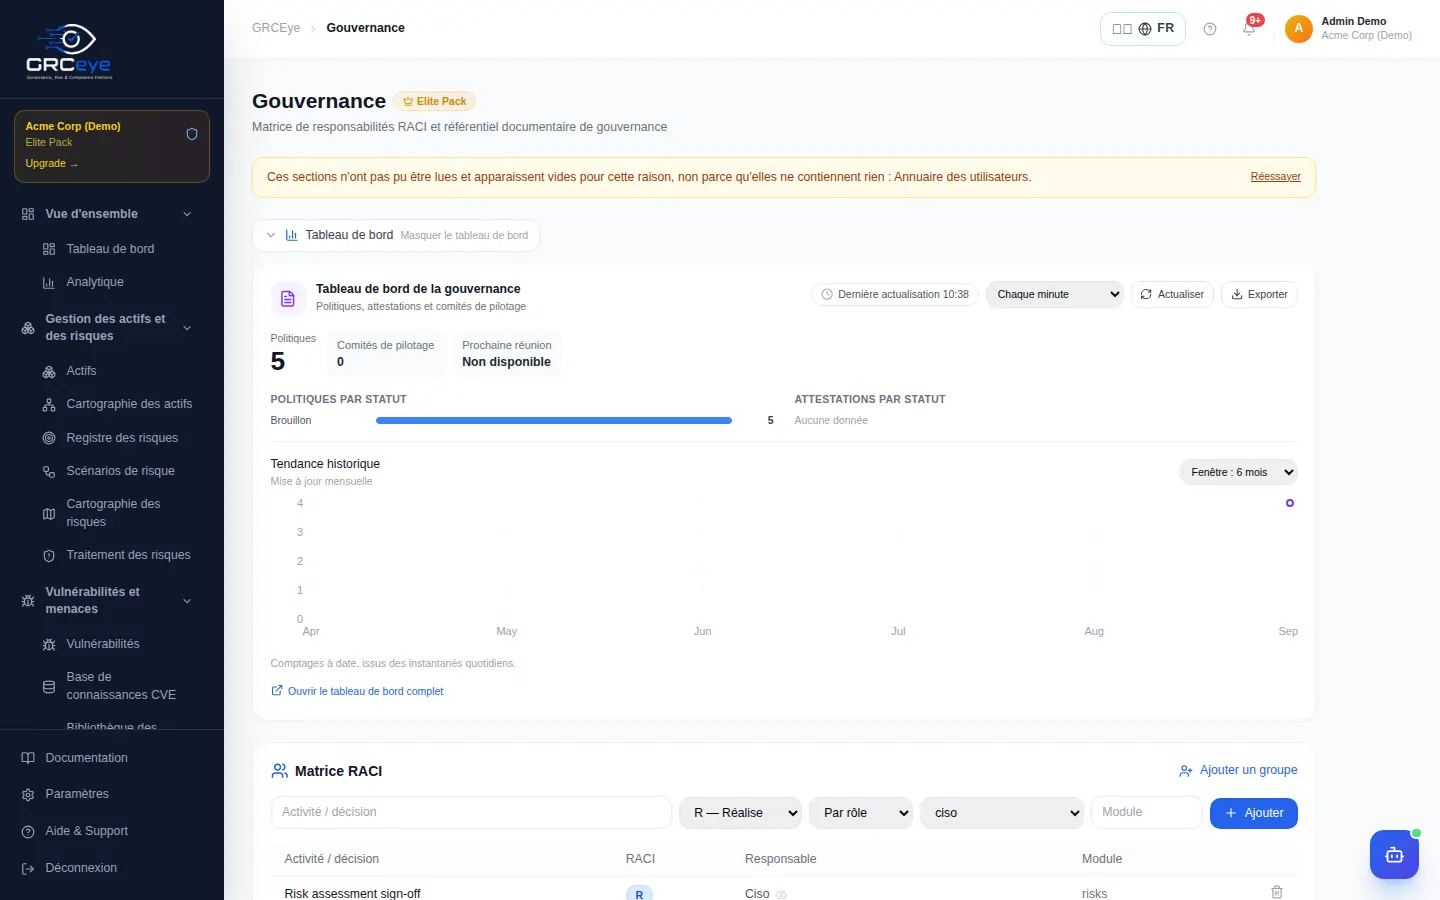 GRCeye
Governance, Risk & Compliance Platform
GRCEye
Gouvernance
FR
9+
A
Admin Demo
Acme Corp (Demo)
Acme Corp (Demo)
Elite Pack
Upgrade →
Vue d'ensemble
Tableau de bord
Analytique
Gestion des actifs et
des risques
Actifs
Cartographie des actifs
Registre des risques
Scénarios de risque
Cartographie des
risques
Traitement des risques
Vulnérabilités et
menaces
Vulnérabilités
Base de
connaissances CVE
Bibliothèque des
Documentation
Paramètres
Aide & Support
Déconnexion
Gouvernance
Elite Pack
Matrice de responsabilités RACI et référentiel documentaire de gouvernance
Ces sections n'ont pas pu être lues et apparaissent vides pour cette raison, non parce qu'elles ne contiennent rien : Annuaire des utilisateurs.
Réessayer
Tableau de bord
Masquer le tableau de bord
Tableau de bord de la gouvernance
Politiques, attestations et comités de pilotage
Dernière actualisation 10:38
Chaque minute
Actualiser
Exporter
Politiques
5
Comités de pilotage
0
Prochaine réunion
Non disponible
POLITIQUES PAR STATUT
Brouillon
5
ATTESTATIONS PAR STATUT
Aucune donnée
Tendance historique
Mise à jour mensuelle
Fenêtre : 6 mois
4
3
2
1
0
Apr
May
Jun
Jul
Aug
Sep
Comptages à date, issus des instantanés quotidiens.
Ouvrir le tableau de bord complet
Matrice RACI
Ajouter un groupe
Activité / décision
R — Réalise
Par rôle
ciso
Module
Ajouter
Activité / décision
RACI
Responsable
Module
Risk assessment sign-off
R
Ciso
risks